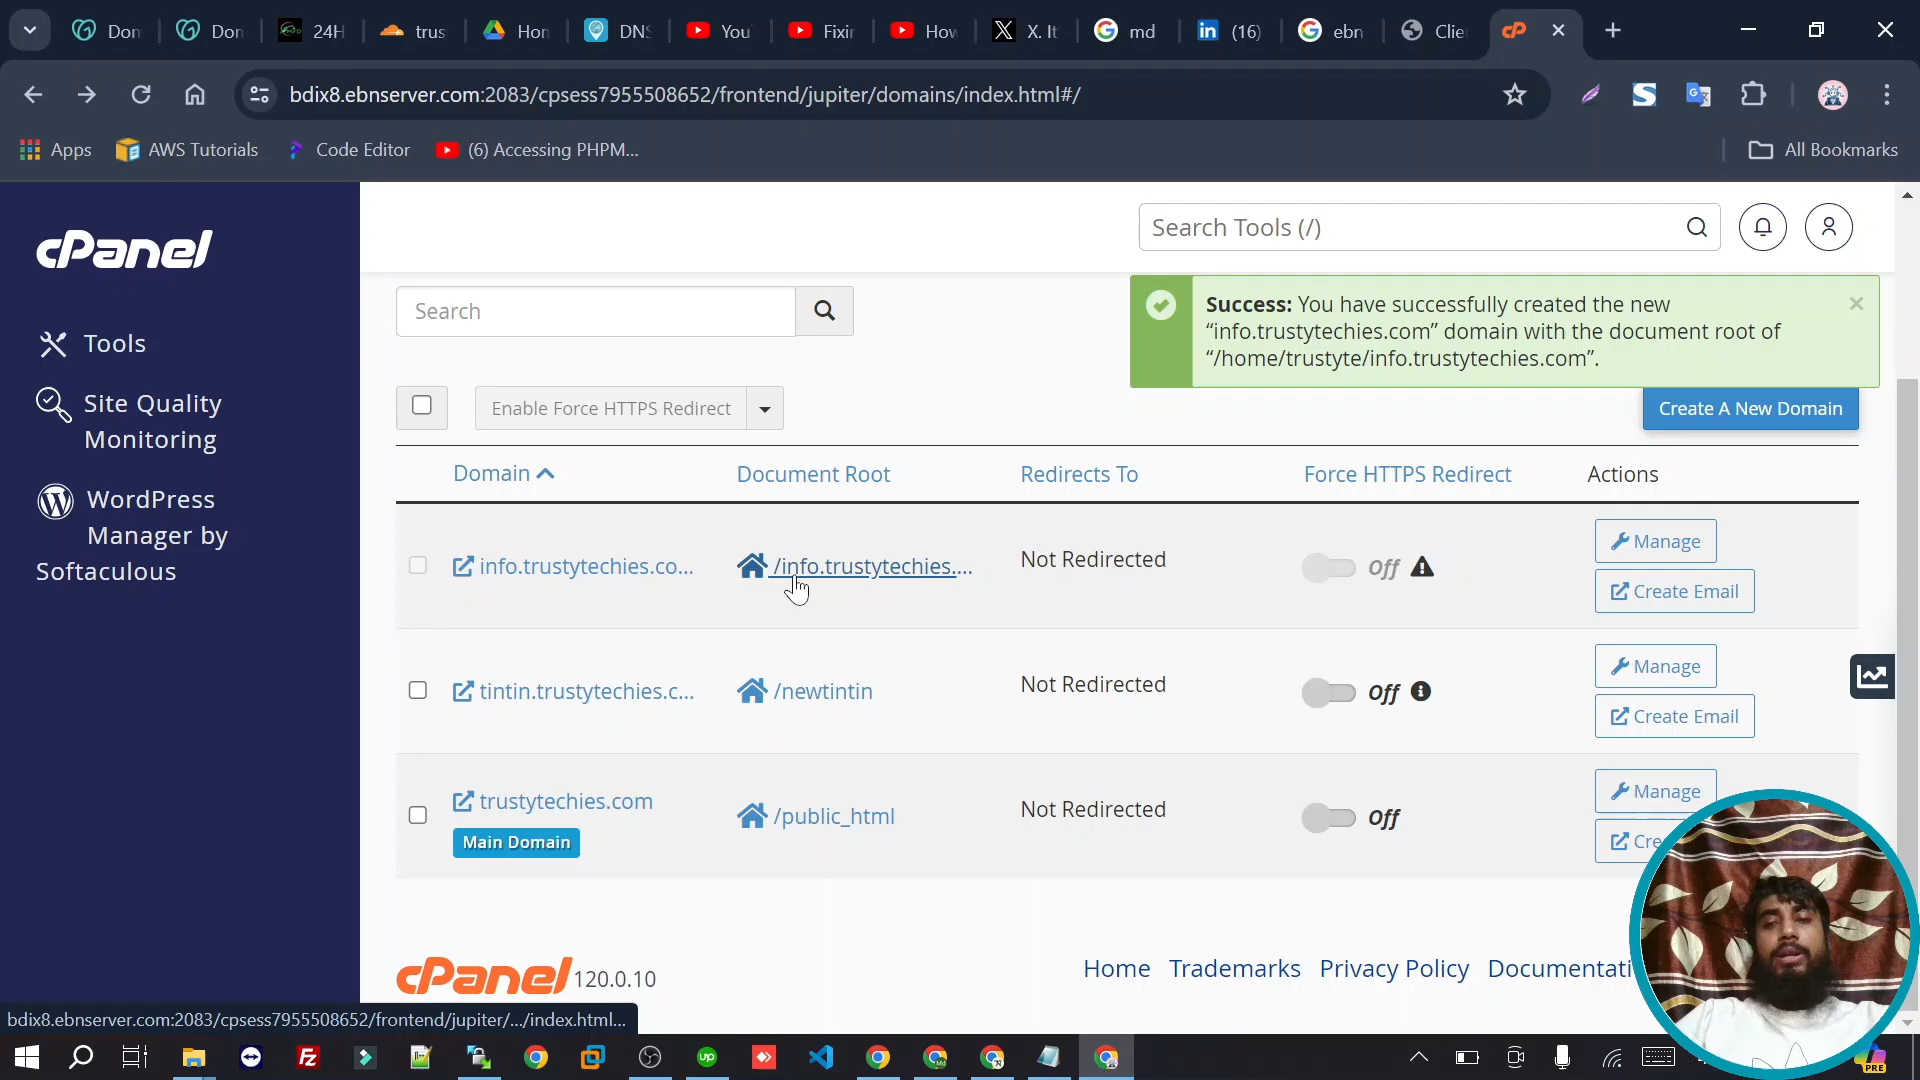 Don
Don
24H
trus
Hon
DNS
You
Fixin
How
X. It
md
(16)
ebn
Clie
bdix8.ebnserver.com:2083/cpsess7955508652/frontend/jupiter/domains/index.html#/
Apps
AWS Tutorials
Code Editor
(6) Accessing PHPM...
All Bookmarks
cPanel
Search Tools (/)
Tools
Site Quality
Monitoring
WordPress
Manager by
Softaculous
Search
Success: You have successfully created the new
“info.trustytechies.com” domain with the document root of
“/home/trustyte/info.trustytechies.com”.
Enable Force HTTPS Redirect
Create A New Domain
Domain
Document Root
Redirects To
Force HTTPS Redirect
Actions
info.trustytechies.co...
/info.trustytechies....
Not Redirected
Off
Manage
Create Email
tintin.trustytechies.c...
/newtintin
Not Redirected
Off
Manage
Create Email
trustytechies.com
Main Domain
/public_html
Not Redirected
Off
Manage
Cre
cPanel 120.0.10
Home
Trademarks
Privacy Policy
Documentati
bdix8.ebnserver.com:2083/cpsess7955508652/frontend/jupiter/.../index.html...
PRE